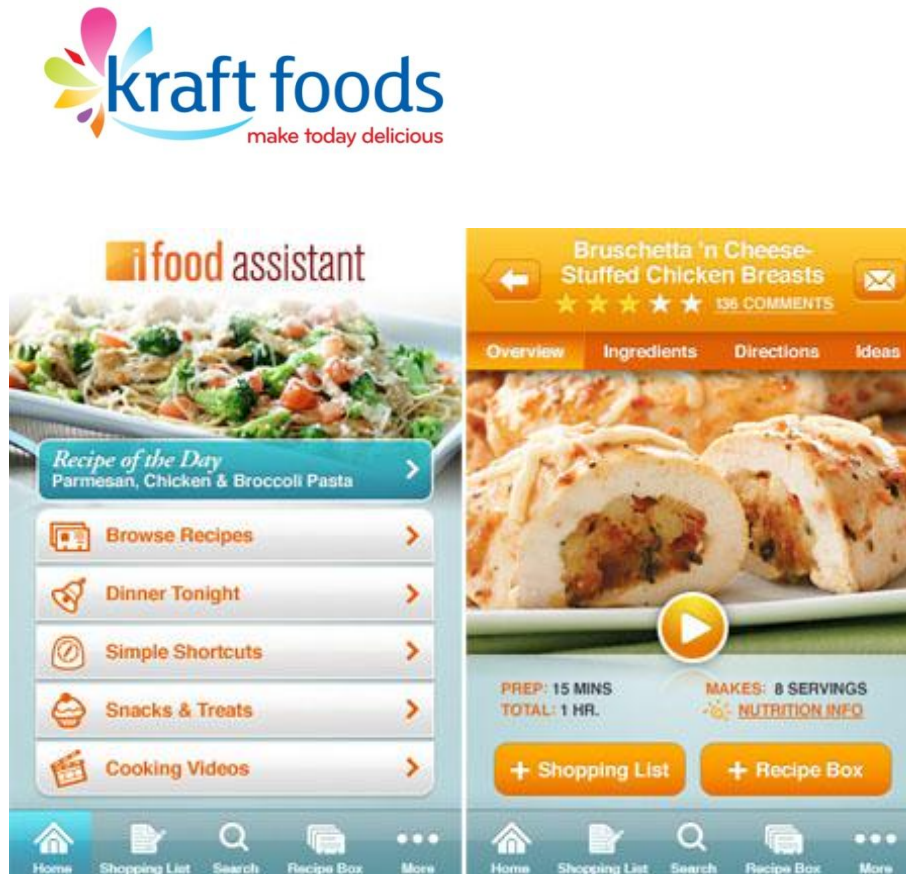 kraft foods
make today delicious
i food assistant
Recipe of the Day
Parmesan, Chicken & Broccoli Pasta
Browse Recipes
Dinner Tonight
Simple Shortcuts
Snacks & Treats
Cooking Videos
Home Shopping List Search Recipe Box More
Bruschetta 'n Cheese-
Stuffed Chicken Breasts
136 COMMENTS
Overview Ingredients Directions Ideas
PREP: 15 MINS MAKES: 8 SERVINGS
TOTAL: 1 HR. NUTRITION INFO
+ Shopping List + Recipe Box
Home Shopping List Search Recipe Box More